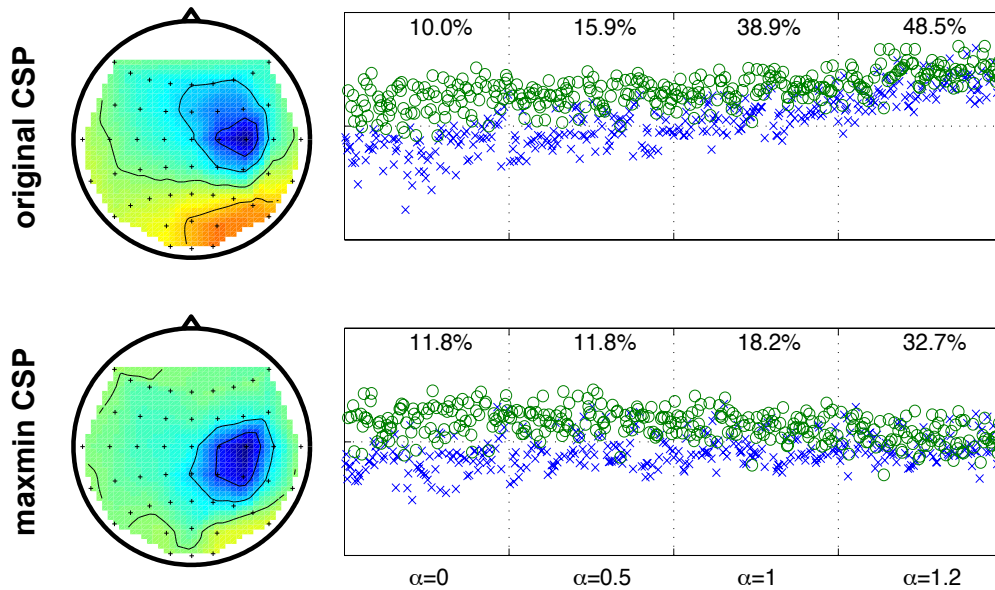 original CSP
10.0% 15.9% 38.9% 48.5%
maxmin CSP
11.8% 11.8% 18.2% 32.7%
α=0 α=0.5 α=1 α=1.2